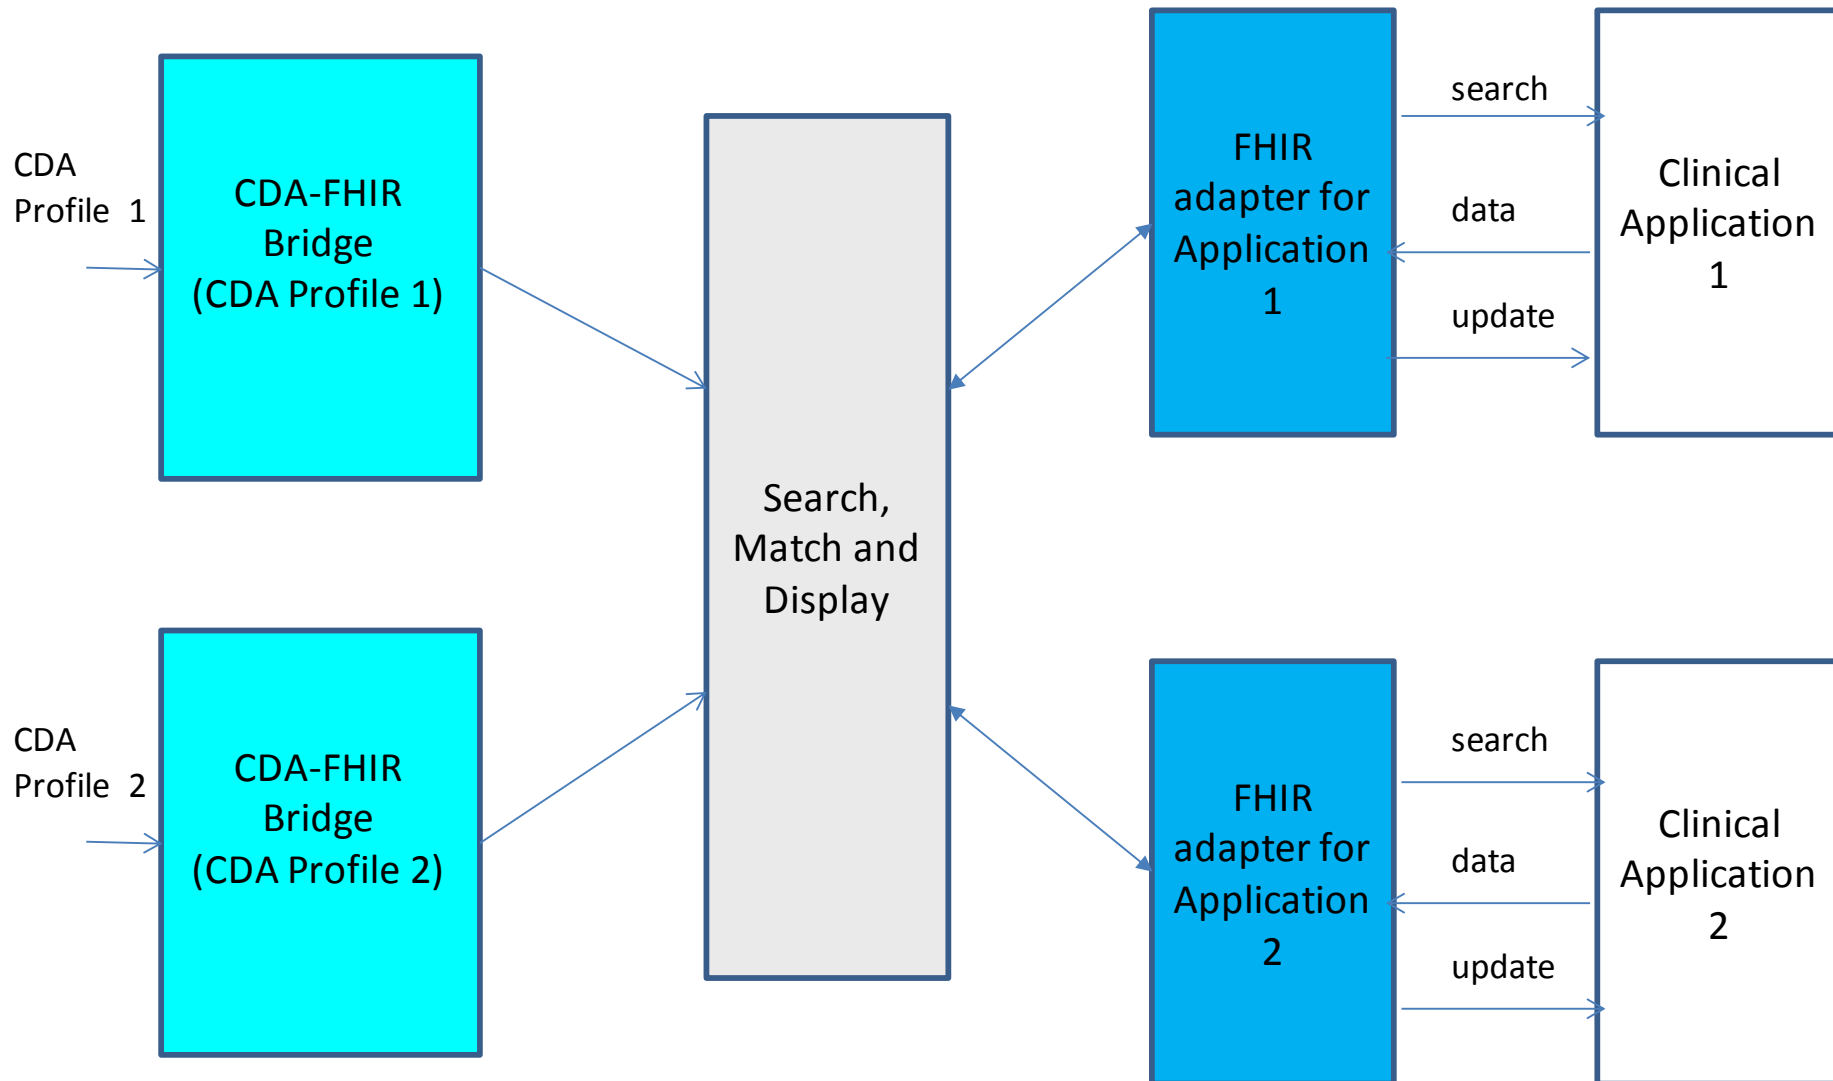 CDA
Profile 1
CDA-FHIR
Bridge
(CDA Profile 1)
CDA
Profile 2
CDA-FHIR
Bridge
(CDA Profile 2)
Search,
Match and
Display
FHIR
adapter for
Application
1
search
data
update
Clinical
Application
1
FHIR
adapter for
Application
2
search
data
update
Clinical
Application
2